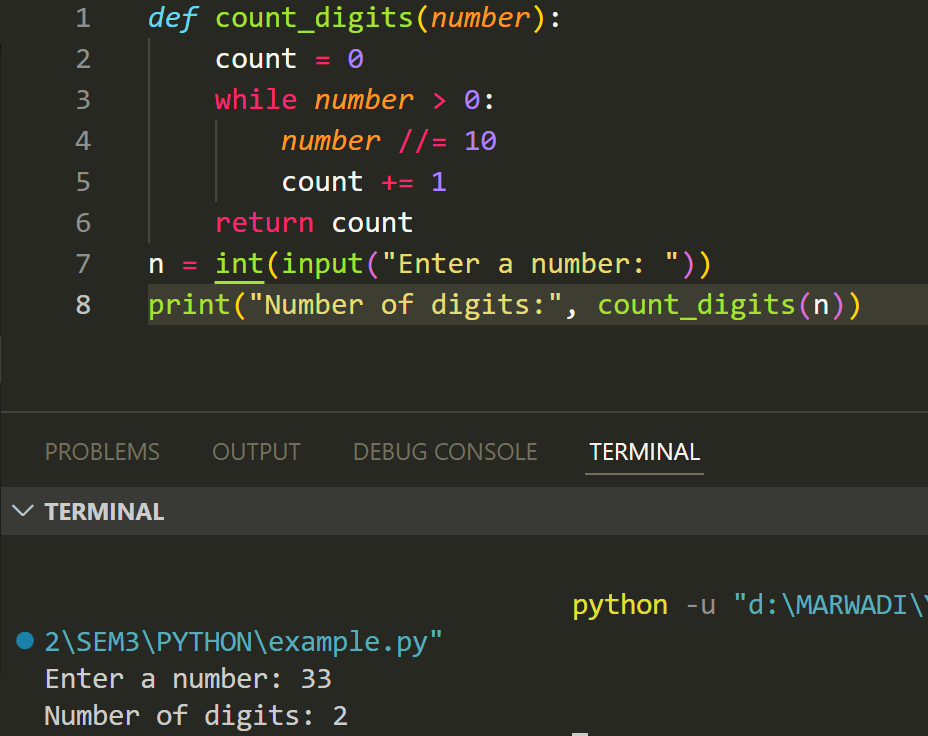 1 def count_digits(number):
2 count = 0
3 while number > 0:
4 number //= 10
5 count += 1
6 return count
7 n = int(input("Enter a number: "))
8 print("Number of digits:", count_digits(n))
PROBLEMS OUTPUT DEBUG CONSOLE TERMINAL
TERMINAL
python -u "d:\MARWADI\
2\SEM3\PYTHON\example.py"
Enter a number: 33
Number of digits: 2